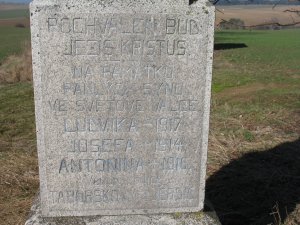 POCHVÁLEN BUĎ
JEŽÍŠ KRISTUS
NA PAMÁTKU
PADLÝCH SYNŮ
VE SVĚTOVÉ VÁLCE
LUDVÍKA 1917
JOSEFA 1914
ANTONÍNA 1916